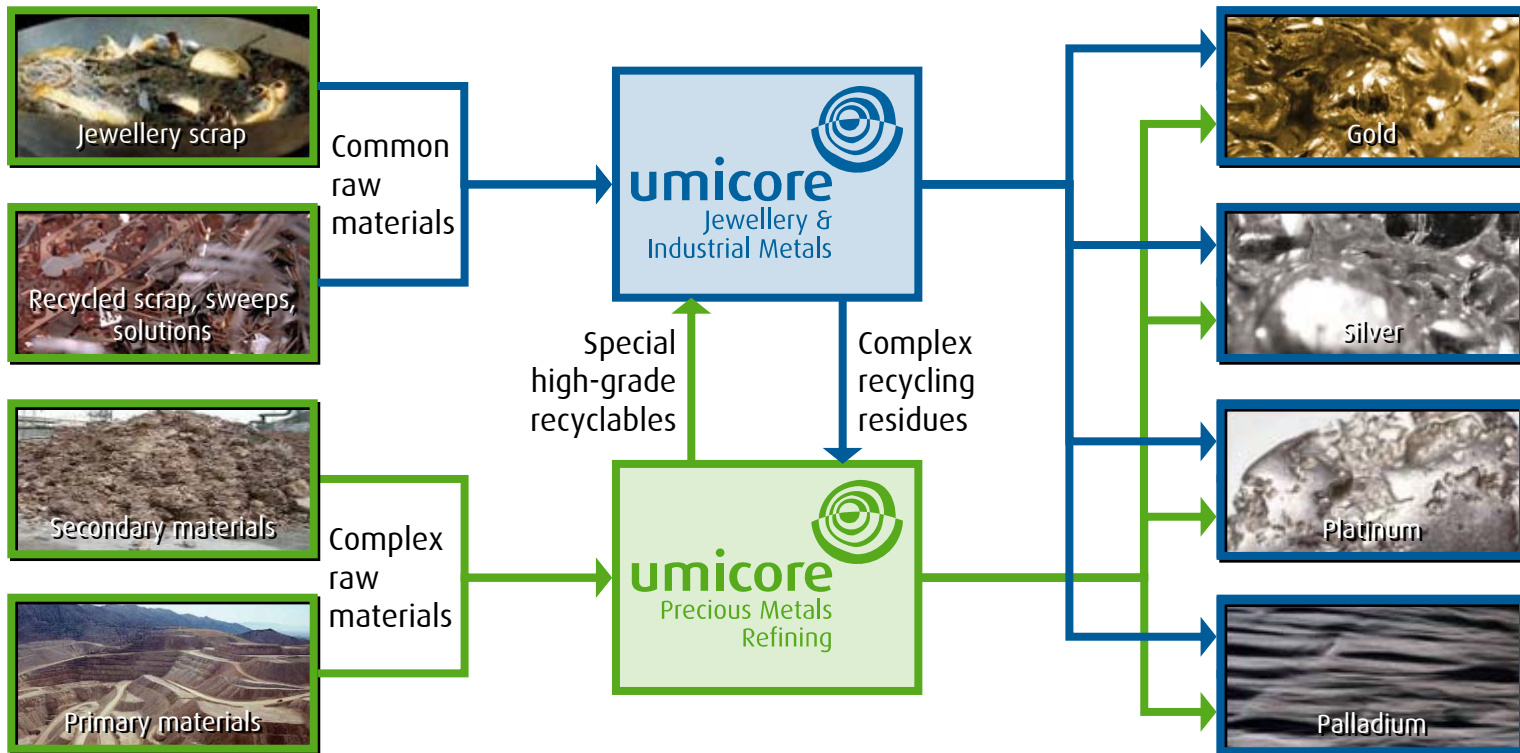 Jewellery scrap
Common
raw
materials
Recycled scrap, sweeps,
solutions
umicore
Jewellery &
Industrial Metals
Gold
Silver
Special
high-grade
recyclables
Complex
recycling
residues
Secondary materials
Complex
raw
materials
Primary materials
umicore
Precious Metals
Refining
Platinum
Palladium